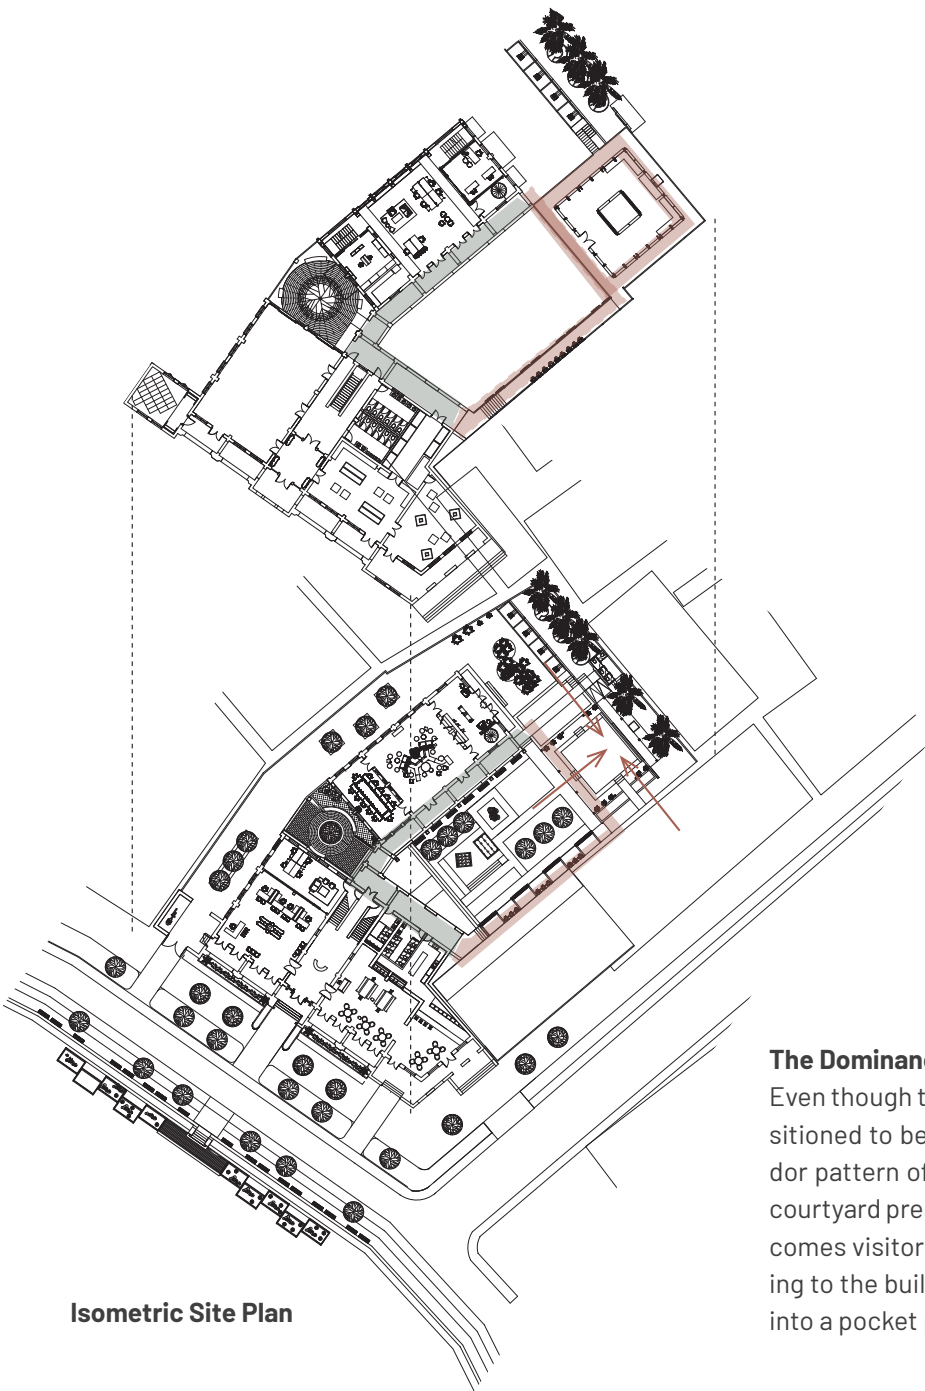 The Dominanc
Even though t
sitioned to be
dor pattern of
courtyard pre
comes visitor
ing to the buil
into a pocket
Isometric Site Plan